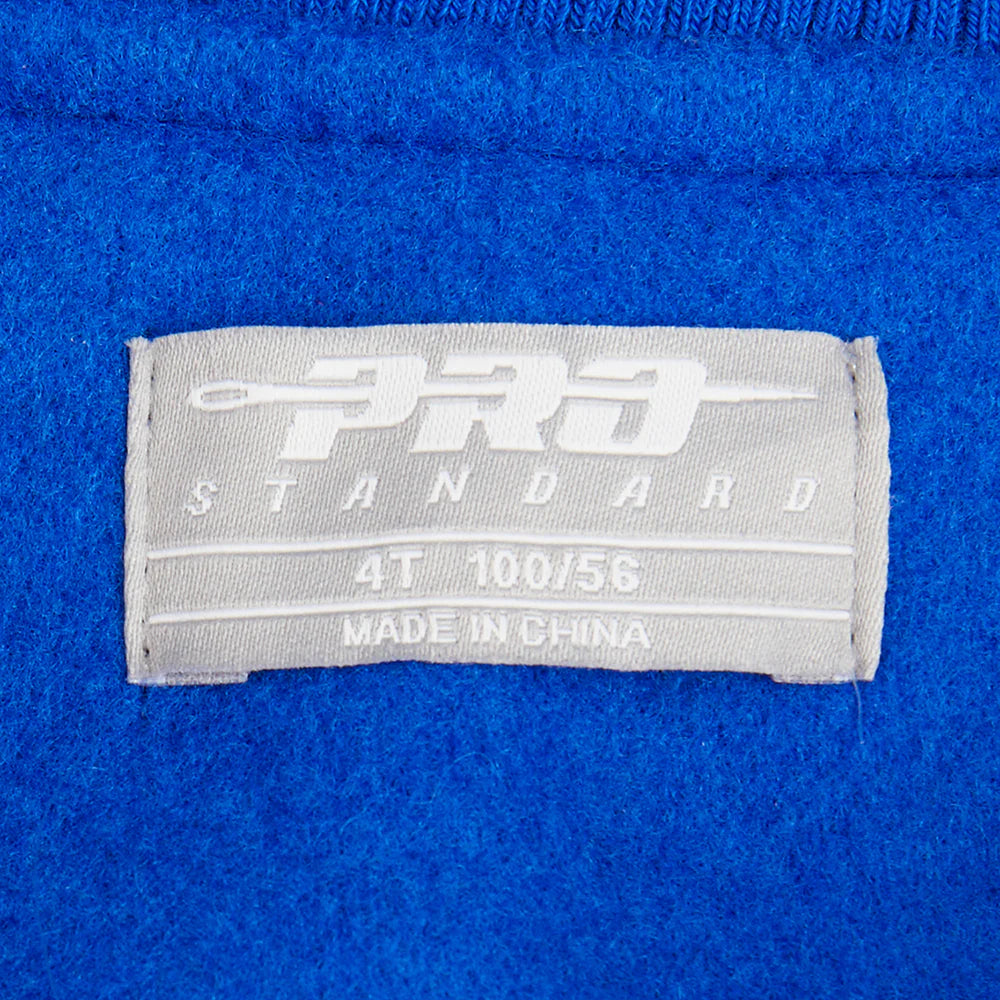 PRO
STANDARD
4T 100/56
MADE IN CHINA